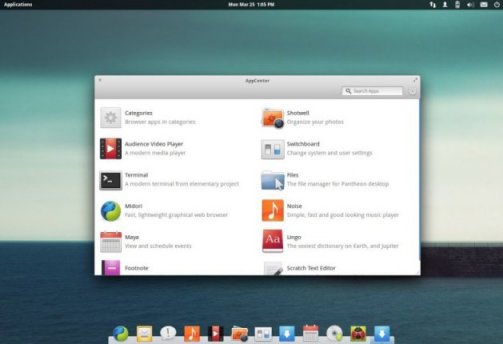 Applications
Mon Mar 25 1:05 PM
AppCenter
Search Apps
Categories
Browser apps in categories
Shotwell
Organize your photos
Audience Video Player
A modern media player
Switchboard
Change system and user settings
Terminal
A modern terminal from elementary project
Files
The file manager for Pantheon desktop
Midori
Fast, lightweight graphical web browser
Noise
Simple, fast and good looking music player
Maya
View and schedule events
Aa
Lingo
The sexiest dictionary on Earth, and Jupiter
Footnote
Scratch Text Editor